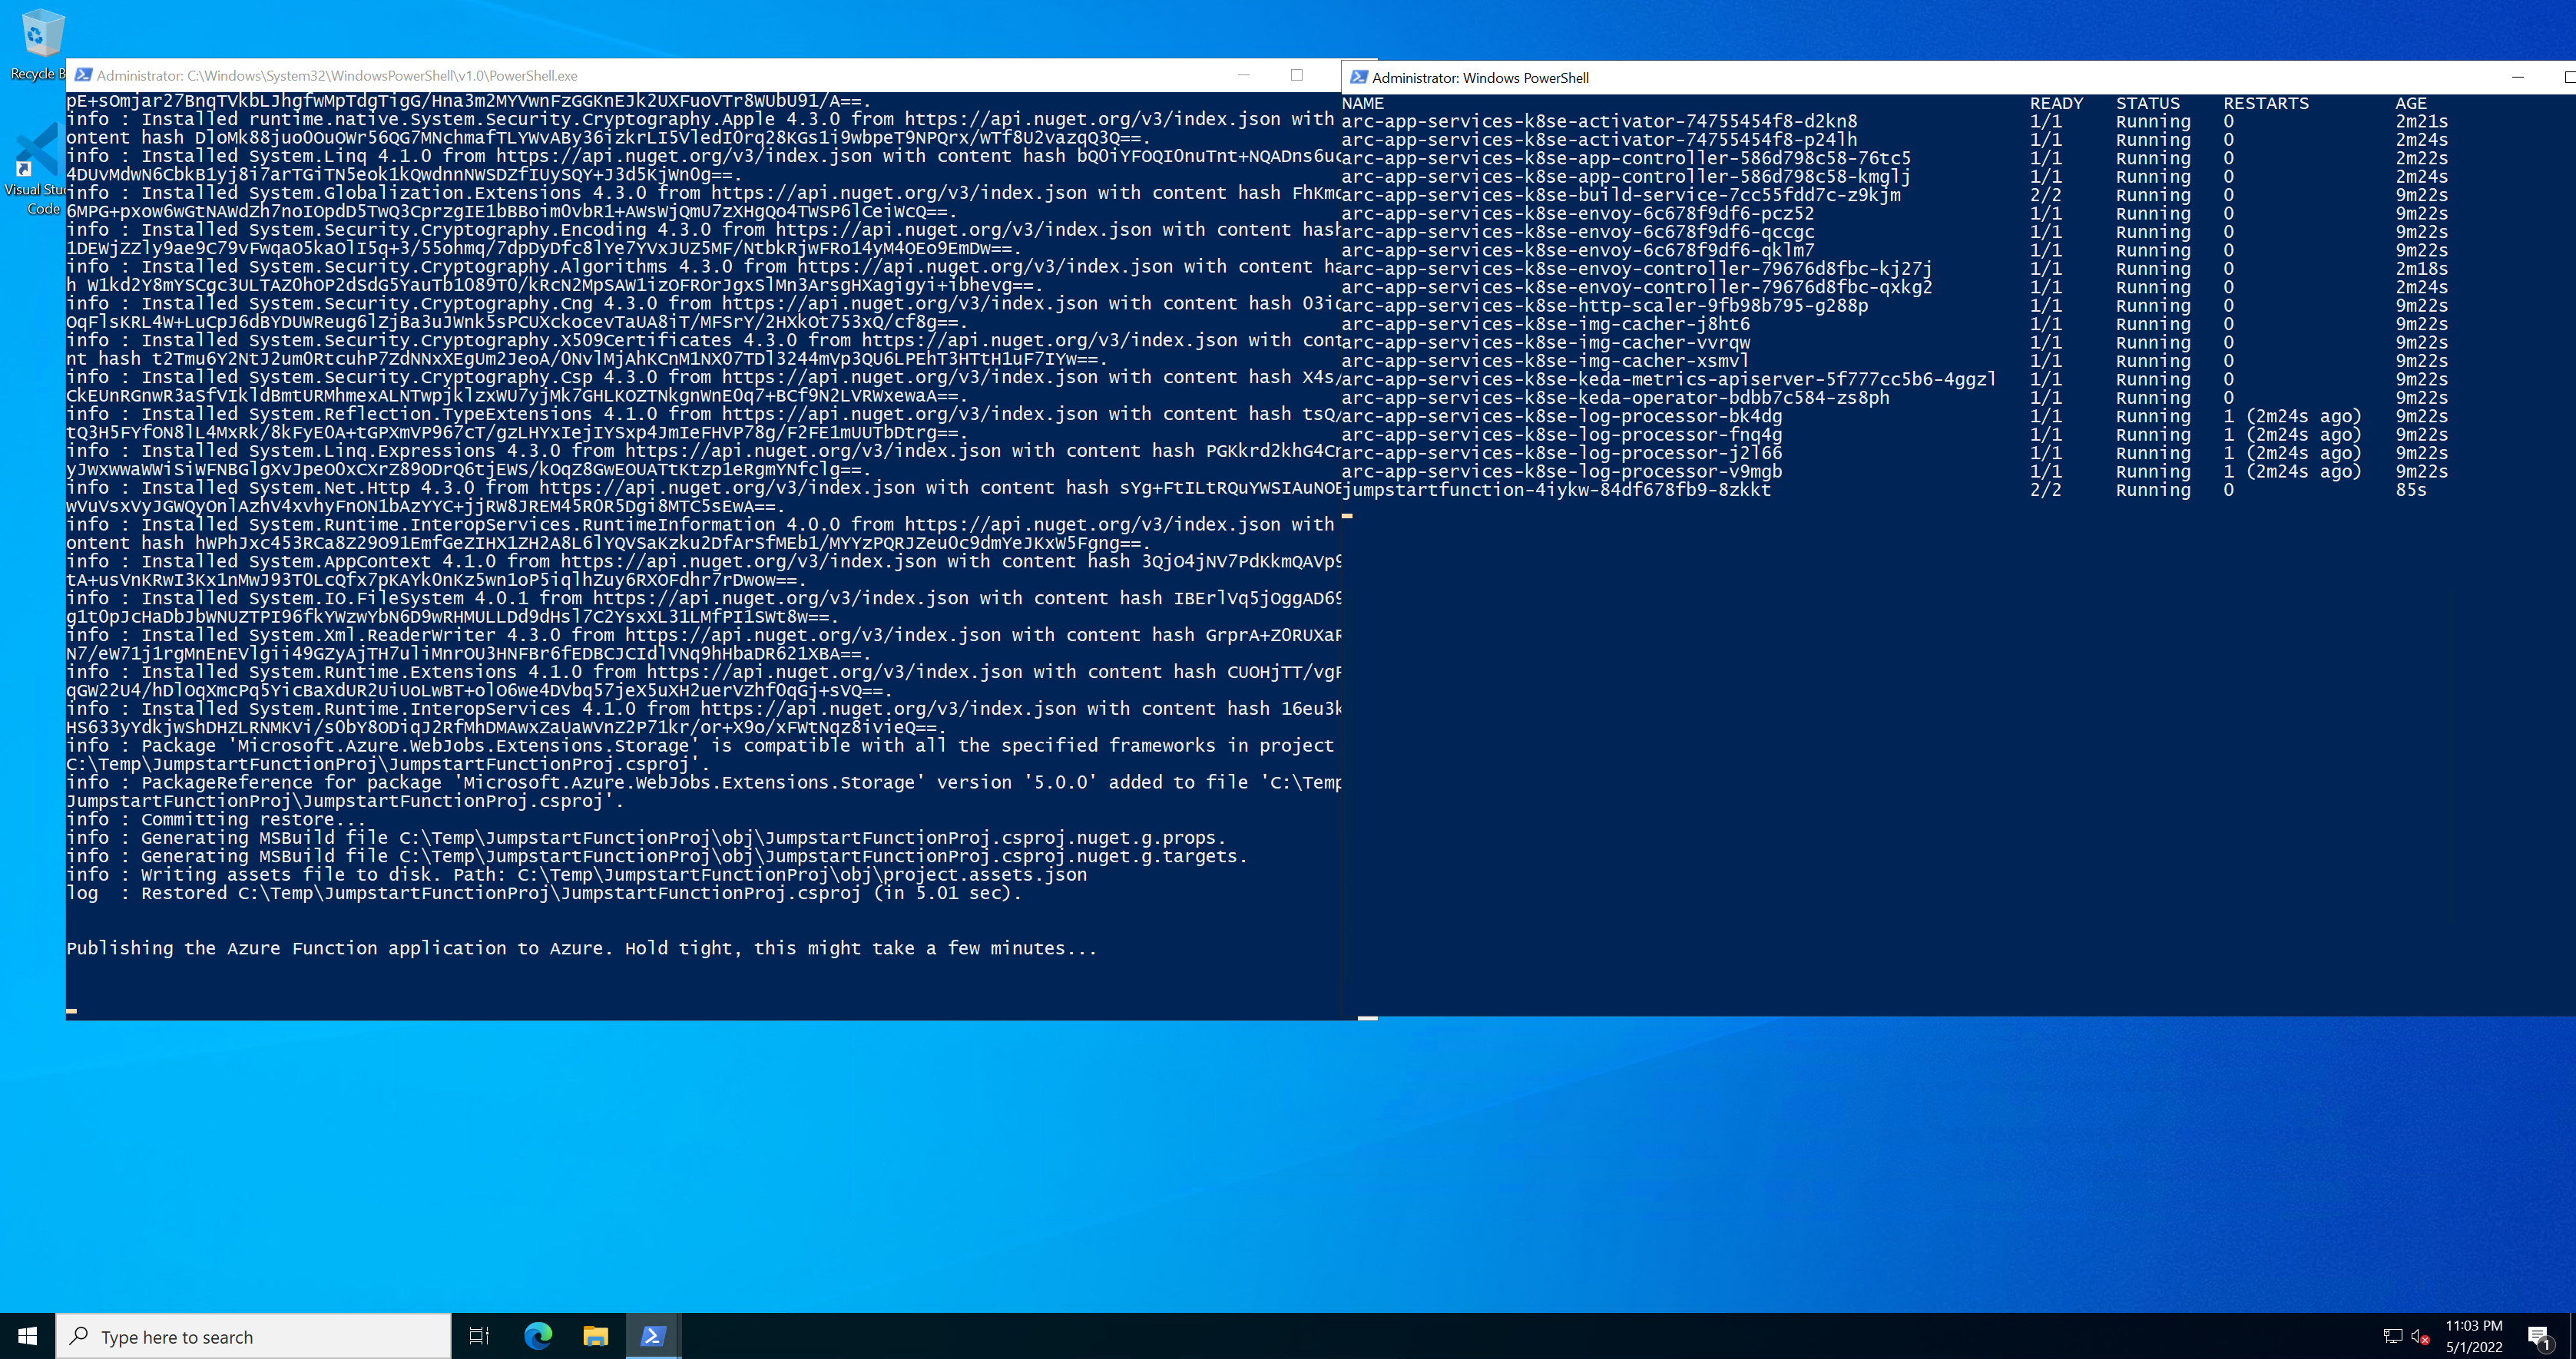 Recycle B
Visual Stu
Code
Administrator: C:\Windows\System32\WindowsPowerShell\v1.0\PowerShell.exe
pE+sOmjar27BnqTVkbLJhgfwMpTdgTigG/Hna3m2MYVwnFzGGKnEJk2UXFuoVTr8WUbU91/A==.
info : Installed runtime.native.System.Security.Cryptography.Apple 4.3.0 from https://api.nuget.org/v3/index.json with
ontent hash DloMk88juo0OuOWr56QG7MNchmafTLYWvABy36izkrLI5VledI0rq28KGS1i9wbpeT9NPQrx/wTf8U2vazqQ3Q==.
info : Installed System.Linq 4.1.0 from https://api.nuget.org/v3/index.json with content hash bQ0iYFOQI0nuTnt+NQADns6uc
4DUvMdwN6CbkB1yj8i7arTGiTN5eok1kQwdnnNWSDZfIUySQY+J3d5KjWn0g==.
info : Installed System.Globalization.Extensions 4.3.0 from https://api.nuget.org/v3/index.json with content hash FhKmd
6MPG+pxow6wGtNAWdZh7noIOpdD5TwQ3CprzgIE1bBBoim0vbR1+AWsWjQmU7zXHgQo4TWSP6lCeiWcQ==.
info : Installed System.Security.Cryptography.Encoding 4.3.0 from https://api.nuget.org/v3/index.json with content hash
1DEWjZZly9ae9C79vFwqaO5kaOlI5q+3/55ohmq/7dpDyDfc8lYe7YVxJUZ5MF/NtbkRjwFRo14yM4OEo9EmDw==.
info : Installed System.Security.Cryptography.Algorithms 4.3.0 from https://api.nuget.org/v3/index.json with content ha
h W1kd2Y8mYSCgc3ULTAZ0hOP2dSdG5YauTb1089T0/kRcN2MpSAW1izOFROrJgxSlMn3ArsgHXagigyi+ibhevg==.
info : Installed System.Security.Cryptography.Cng 4.3.0 from https://api.nuget.org/v3/index.json with content hash 03id
OqFlsKRL4W+LuCpJ6dBYDUWReug6lZjBa3uJWnk5sPCUXckocevTaUA8iT/MFSrY/2HXkOt753xQ/cf8g==.
info : Installed System.Security.Cryptography.X509Certificates 4.3.0 from https://api.nuget.org/v3/index.json with cont
nt hash t2Tmu6Y2NtJ2um0RtcuhP7ZdNNxXEgUm2JeoA/0NvlMjAhKCnM1NX07TDl3244mVp3QU6LPEhT3HTtH1uF7IYw==.
info : Installed System.Security.Cryptography.Csp 4.3.0 from https://api.nuget.org/v3/index.json with content hash X4s/
CkEUnRGnwR3aSfVIkldBmtURMhmexALNTwpjklzxWU7yjMk7GHLKOZTNkgnWnE0q7+BCf9N2LVRWxewaA==.
info : Installed System.Reflection.TypeExtensions 4.1.0 from https://api.nuget.org/v3/index.json with content hash tsQ/
tQ3H5FYfON8lL4MxRk/8kFyE0A+tGPXmVP967cT/gzLHYxIejIYSxp4JmIeFHVP78g/F2FE1mUUTbDtrg==.
info : Installed System.Linq.Expressions 4.3.0 from https://api.nuget.org/v3/index.json with content hash PGKkrd2khG4Cn
yJwxwwaWWiSiWFNBGlgXvJpeO0xCXrZ89ODrQ6tjEWS/kOqZ8GwEOUATtKtzp1eRgmYNfclg==.
info : Installed System.Net.Http 4.3.0 from https://api.nuget.org/v3/index.json with content hash sYg+FtILtRQuYWSIAuNOE
wVuVsxVyJGWQyOnlAzhV4xvhyFnON1bAzYYC+jjRW8JREM45R0R5Dgi8MTC5sEwA==.
info : Installed System.Runtime.InteropServices.RuntimeInformation 4.0.0 from https://api.nuget.org/v3/index.json with
ontent hash hWPhJxc453RCa8Z29O91EmfGeZIHX1ZH2A8L6lYQVSaKzku2DfArSfMEb1/MYYzPQRJZeu0c9dmYeJKxW5Fgng==.
info : Installed System.AppContext 4.1.0 from https://api.nuget.org/v3/index.json with content hash 3QjO4jNV7PdKkmQAVp9
tA+usVnKRwI3Kx1nMwJ93T0LcQfx7pKAYk0nKz5wn1oP5iqlhZuy6RXOFdhr7rDwow==.
info : Installed System.IO.FileSystem 4.0.1 from https://api.nuget.org/v3/index.json with content hash IBErlVq5jOggAD69
g1t0pJcHaDbJbWNUZTPI96fkYWzwYbN6D9wRHMULLDd9dHsl7C2YsxXL31LMfPI1SWt8w==.
info : Installed System.Xml.ReaderWriter 4.3.0 from https://api.nuget.org/v3/index.json with content hash GrprA+Z0RUXaR
N7/eW71j1rgMnEnEVlgii49GZyAjTH7uliMnrOU3HNFBr6fEDBCJCIdlVNq9hHbaDR621XBA==.
info : Installed System.Runtime.Extensions 4.1.0 from https://api.nuget.org/v3/index.json with content hash CUOHjTT/vgP
qGW22U4/hDlOqXmcPq5YicBaXdUR2UiUoLwBT+olO6we4DVbq57jeX5uXH2uerVZhf0qGj+sVQ==.
info : Installed System.Runtime.InteropServices 4.1.0 from https://api.nuget.org/v3/index.json with content hash 16eu3k
HS633yYdkjwShDHZLRNMKVi/s0bY8ODiqJ2RfMhDMAwxZaUaWVnZ2P71kr/or+X9o/xFWtNqz8ivieQ==.
info : Package 'Microsoft.Azure.WebJobs.Extensions.Storage' is compatible with all the specified frameworks in project
C:\Temp\JumpstartFunctionProj\JumpstartFunctionProj.csproj'.
info : PackageReference for package 'Microsoft.Azure.WebJobs.Extensions.Storage' version '5.0.0' added to file 'C:\Temp
JumpstartFunctionProj\JumpstartFunctionProj.csproj'.
info : Committing restore...
info : Generating MSBuild file C:\Temp\JumpstartFunctionProj\obj\JumpstartFunctionProj.csproj.nuget.g.props.
info : Generating MSBuild file C:\Temp\JumpstartFunctionProj\obj\JumpstartFunctionProj.csproj.nuget.g.targets.
info : Writing assets file to disk. Path: C:\Temp\JumpstartFunctionProj\obj\project.assets.json
log  : Restored C:\Temp\JumpstartFunctionProj\JumpstartFunctionProj.csproj (in 5.01 sec).
Publishing the Azure Function application to Azure. Hold tight, this might take a few minutes...
Administrator: Windows PowerShell
NAME READY STATUS RESTARTS AGE
arc-app-services-k8se-activator-74755454f8-d2kn8 1/1 Running 0 2m21s
arc-app-services-k8se-activator-74755454f8-p24lh 1/1 Running 0 2m24s
arc-app-services-k8se-app-controller-586d798c58-76tc5 1/1 Running 0 2m22s
arc-app-services-k8se-app-controller-586d798c58-kmglj 1/1 Running 0 2m24s
arc-app-services-k8se-build-service-7cc55fdd7c-z9kjm 2/2 Running 0 9m22s
arc-app-services-k8se-envoy-6c678f9df6-pcz52 1/1 Running 0 9m22s
arc-app-services-k8se-envoy-6c678f9df6-qccgc 1/1 Running 0 9m22s
arc-app-services-k8se-envoy-6c678f9df6-qklm7 1/1 Running 0 9m22s
arc-app-services-k8se-envoy-controller-79676d8fbc-kj27j 1/1 Running 0 2m18s
arc-app-services-k8se-envoy-controller-79676d8fbc-qxkg2 1/1 Running 0 2m24s
arc-app-services-k8se-http-scaler-9fb98b795-g288p 1/1 Running 0 9m22s
arc-app-services-k8se-img-cacher-j8ht6 1/1 Running 0 9m22s
arc-app-services-k8se-img-cacher-vvrqw 1/1 Running 0 9m22s
arc-app-services-k8se-img-cacher-xsmvl 1/1 Running 0 9m22s
arc-app-services-k8se-keda-metrics-apiserver-5f777cc5b6-4ggzl 1/1 Running 0 9m22s
arc-app-services-k8se-keda-operator-bdbb7c584-zs8ph 1/1 Running 0 9m22s
arc-app-services-k8se-log-processor-bk4dg 1/1 Running 1 (2m24s ago) 9m22s
arc-app-services-k8se-log-processor-fnq4g 1/1 Running 1 (2m24s ago) 9m22s
arc-app-services-k8se-log-processor-j2l66 1/1 Running 1 (2m24s ago) 9m22s
arc-app-services-k8se-log-processor-v9mgb 1/1 Running 1 (2m24s ago) 9m22s
jumpstartfunction-4iykw-84df678fb9-8zkkt 2/2 Running 0 85s
Type here to search
11:03 PM
5/1/2022
1